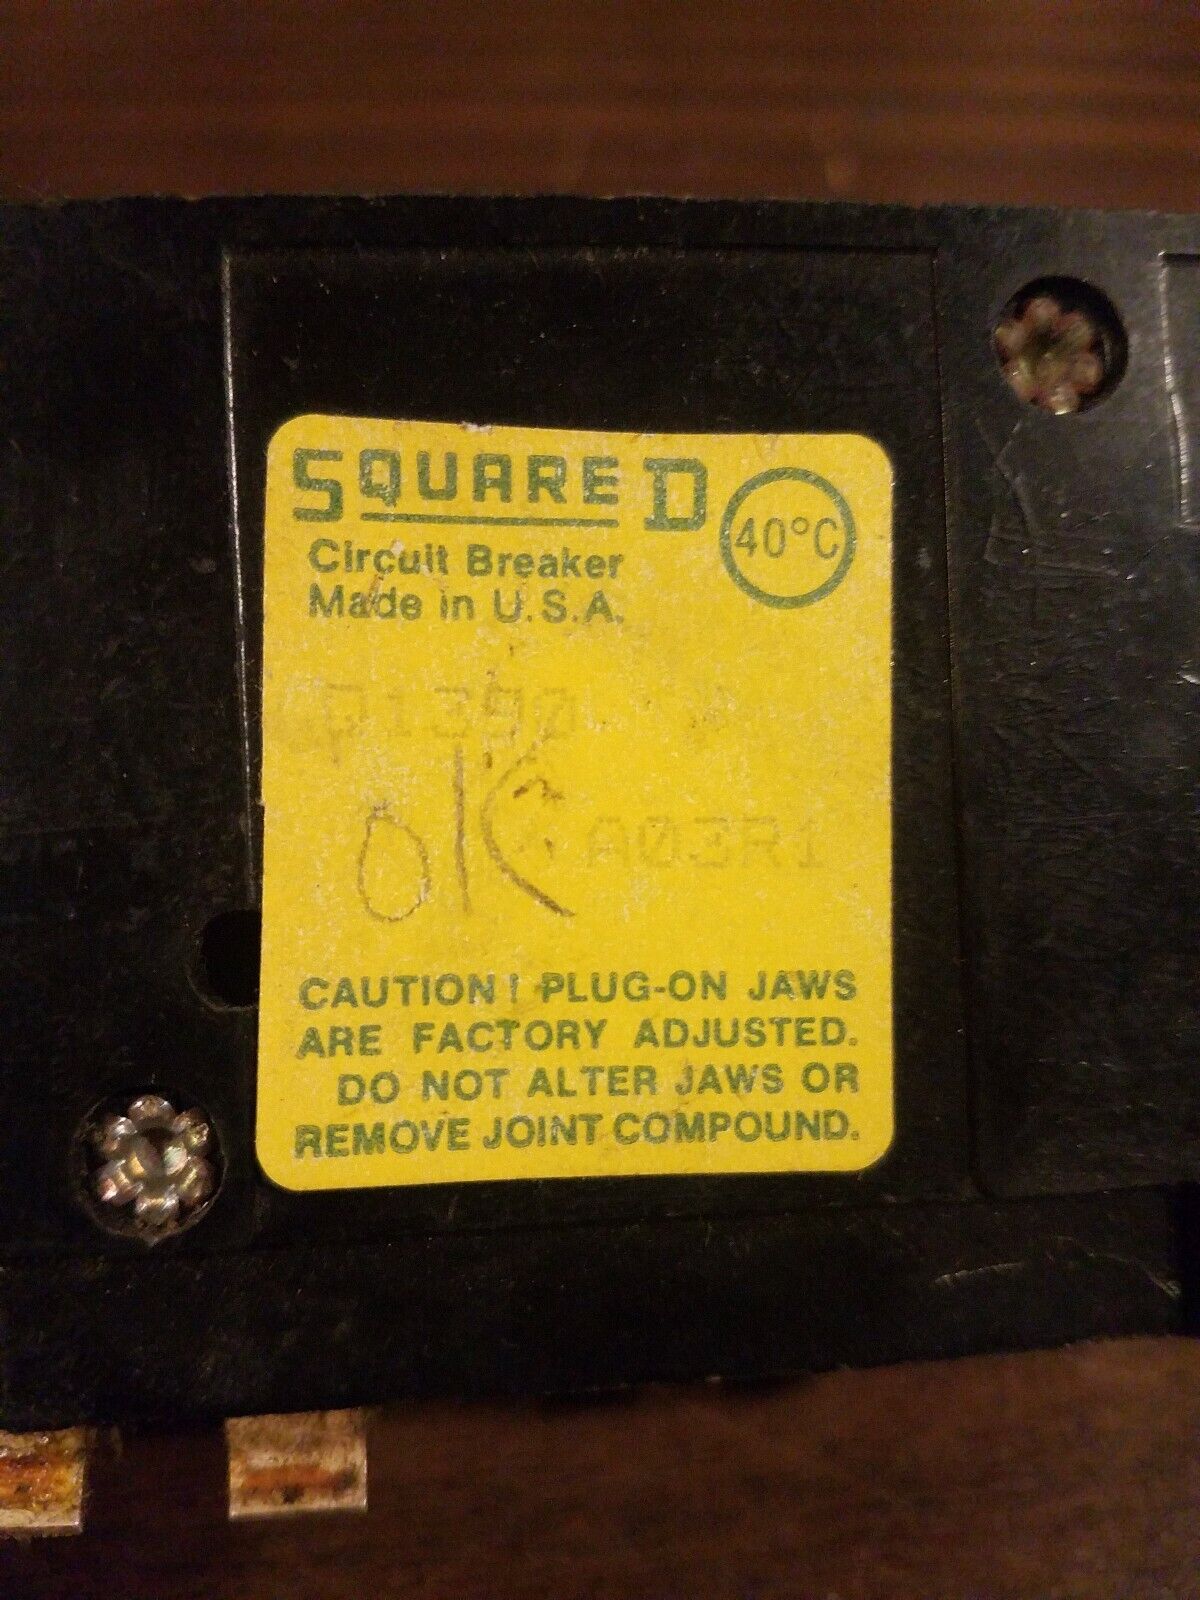 SQUARE D
40°C
Circuit Breaker
Made in U.S.A.
OK
A03R1
CAUTION! PLUG-ON JAWS
ARE FACTORY ADJUSTED.
DO NOT ALTER JAWS OR
REMOVE JOINT COMPOUND.